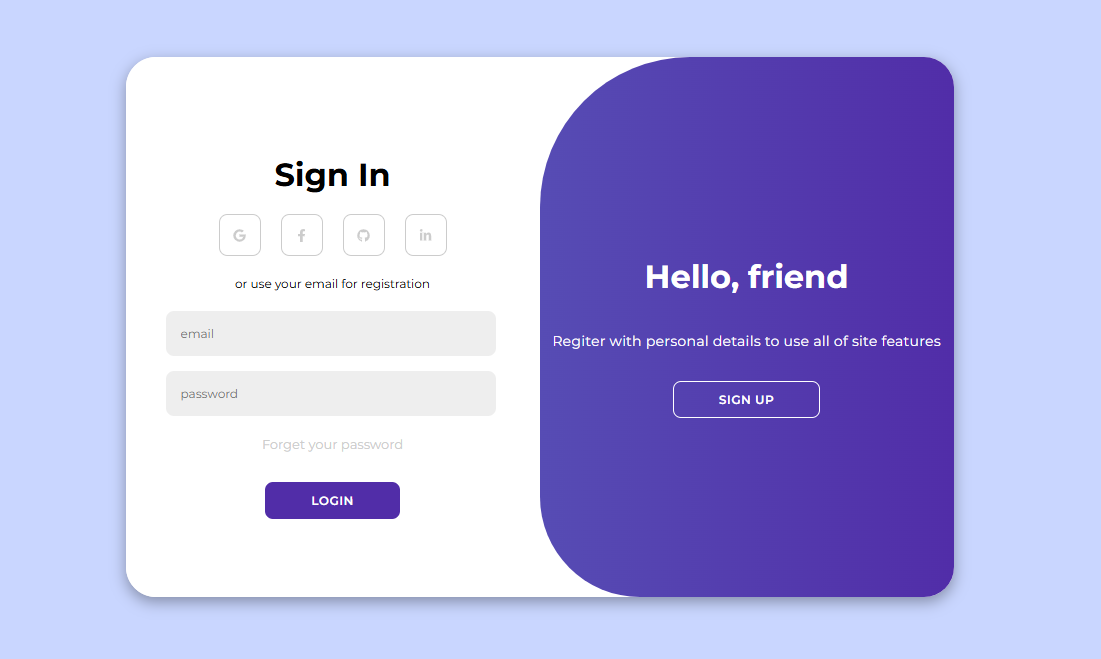 Sign In
or use your email for registration
email
password
Forget your password
LOGIN
Hello, friend
Regiter with personal details to use all of site features
SIGN UP